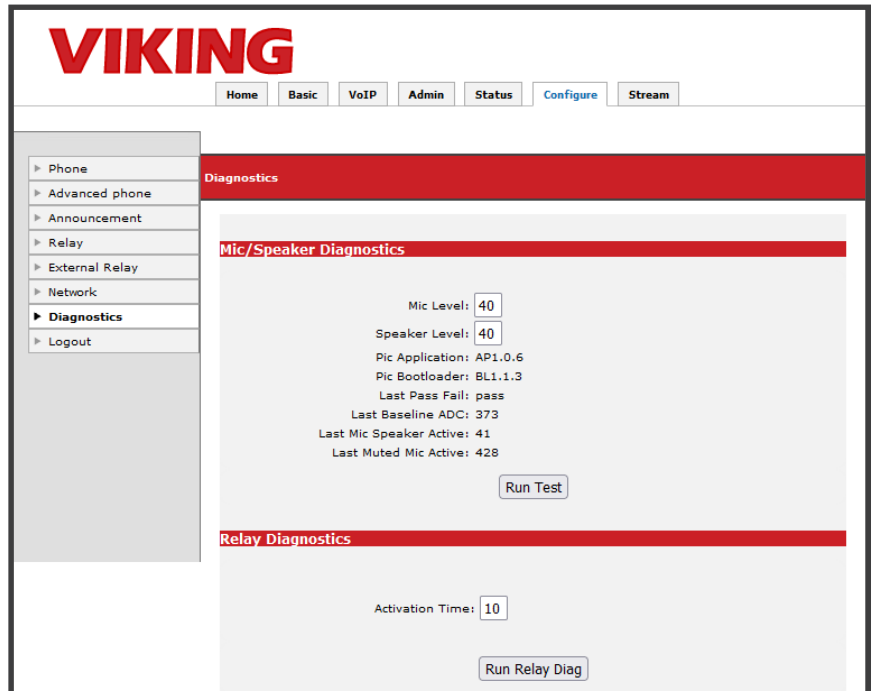 VIKING
Home Basic VoIP Admin Status Configure Stream
Phone
Advanced phone
Announcement
Relay
External Relay
Network
Diagnostics
Logout
Diagnostics
Mic/Speaker Diagnostics
Mic Level: 40
Speaker Level: 40
Pic Application: AP1.0.6
Pic Bootloader: BL1.1.3
Last Pass Fail: pass
Last Baseline ADC: 373
Last Mic Speaker Active: 41
Last Muted Mic Active: 428
Run Test
Relay Diagnostics
Activation Time: 10
Run Relay Diag